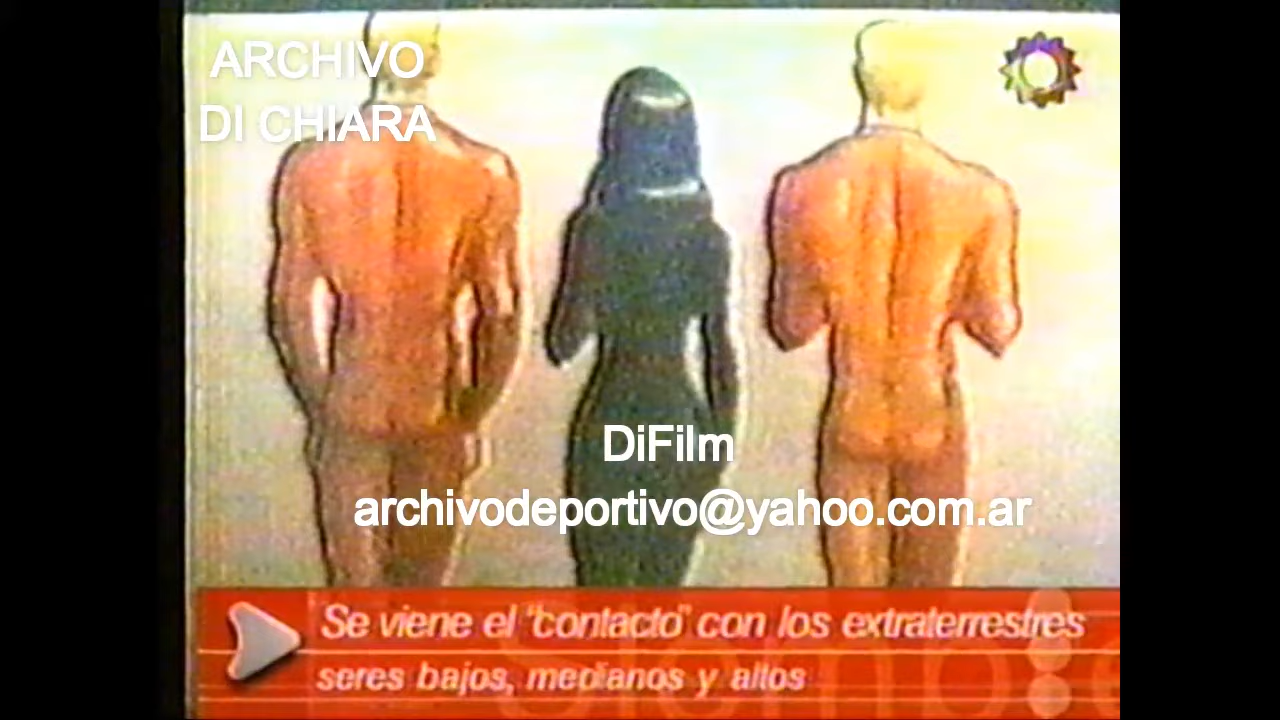 ARCHIVO
DI CHIARA
DiFilm
archivodeportivo@yahoo.com.ar
Se viene el "contacto" con los extraterrestres
seres bajos, medianos y altos